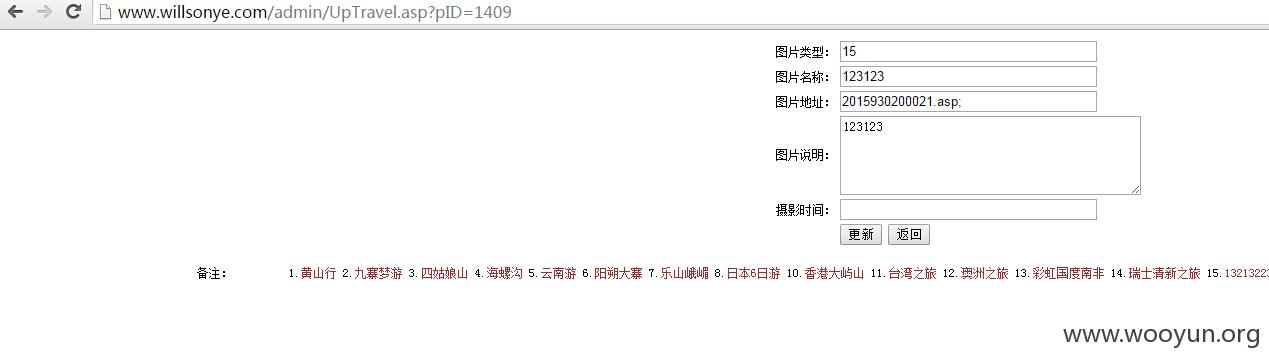 www.willsonye.com/admin/UpTravel.asp?pID=1409
图片类型： 15
图片名称： 123123
图片地址： 2015930200021.asp;
图片说明： 123123
摄影时间：
更新 返回
备注： 1.黄山行 2.九寨梦游 3.四姑娘山 4.海螺沟 5.云南游 6.阳朔大寨 7.乐山峨嵋 8.日本6日游 10.香港大屿山 11.台湾之旅 12.澳洲之旅 13.彩虹国度南非 14.瑞士清新之旅 15.13213223
www.wooyun.org